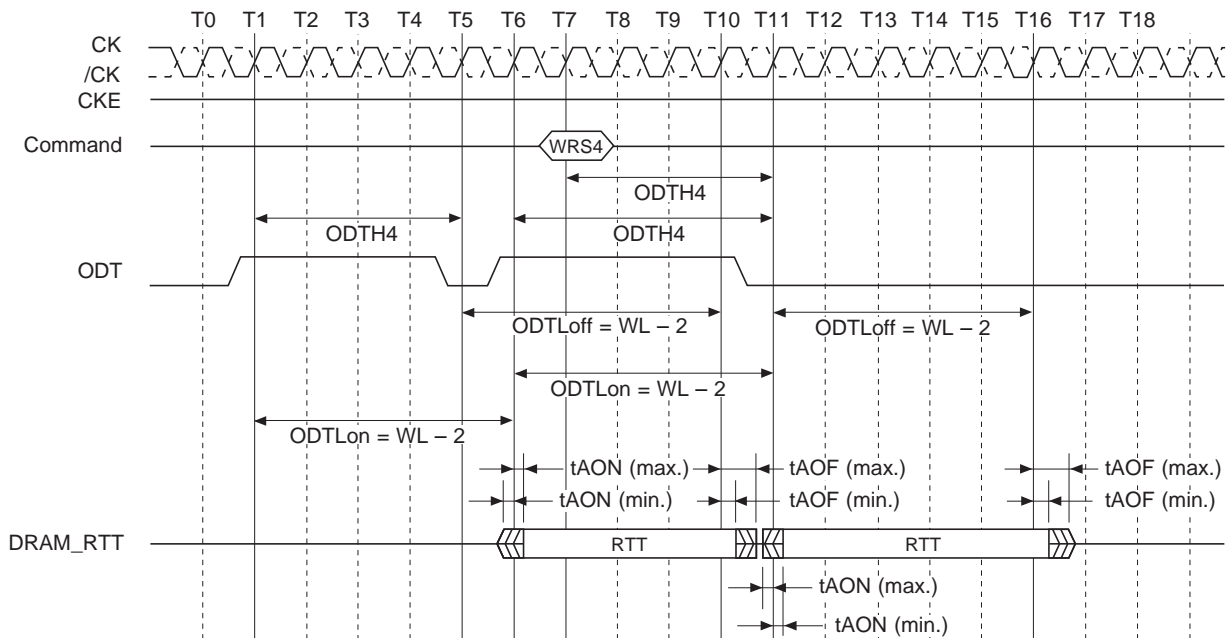 T0 T1 T2 T3 T4 T5 T6 T7 T8 T9 T10 T11 T12 T13 T14 T15 T16 T17 T18
CK
/CK
CKE
Command
WRS4
ODTH4
ODTH4
ODTH4
ODT
ODTLoff = WL – 2
ODTLoff = WL – 2
ODTLon = WL – 2
ODTLon = WL – 2
tAON (max.) tAOF (max.) tAOF (max.)
tAON (min.) tAOF (min.) tAOF (min.)
DRAM_RTT RTT RTT
tAON (max.)
tAON (min.)